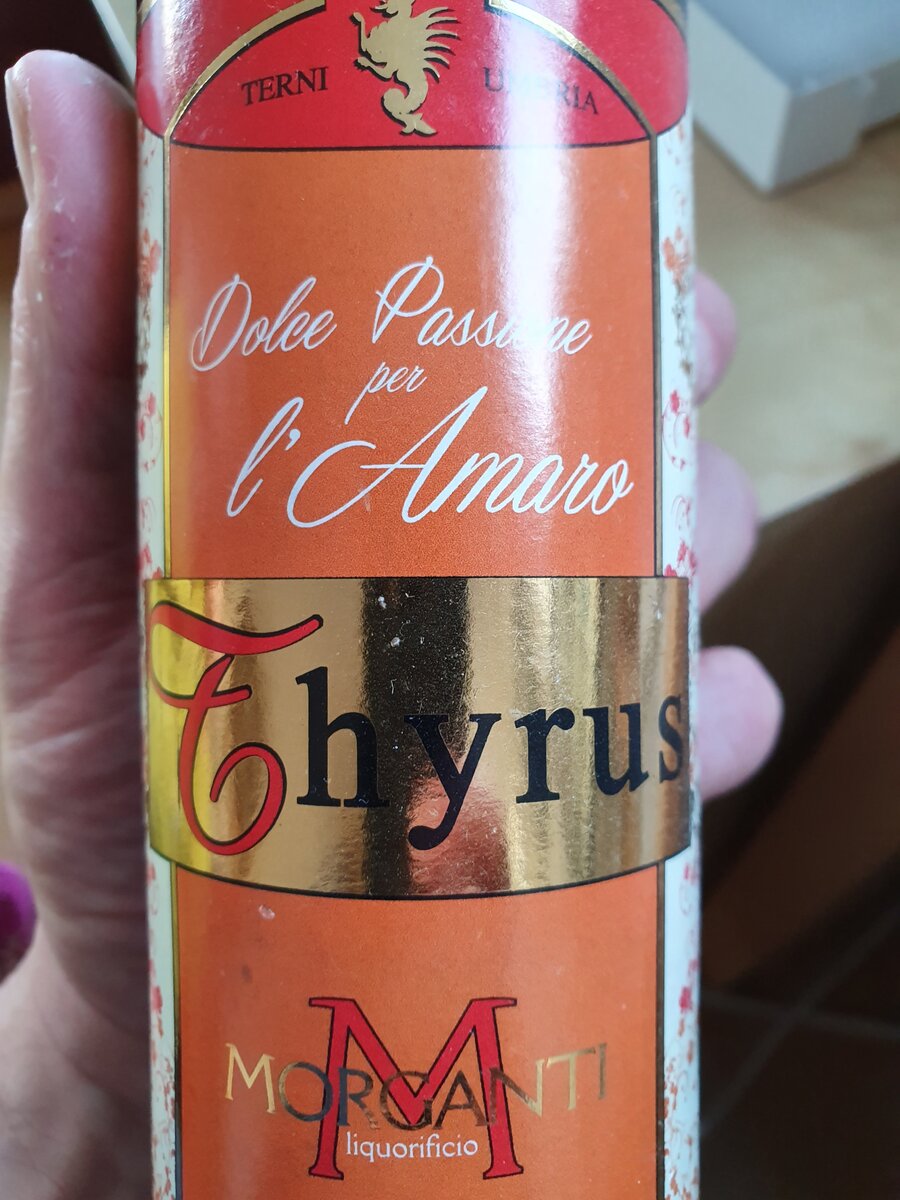 TERNI UMBRIA
Dolce Passione
per
l'Amaro
Thyrus
M
MORGANTI
liquorificio